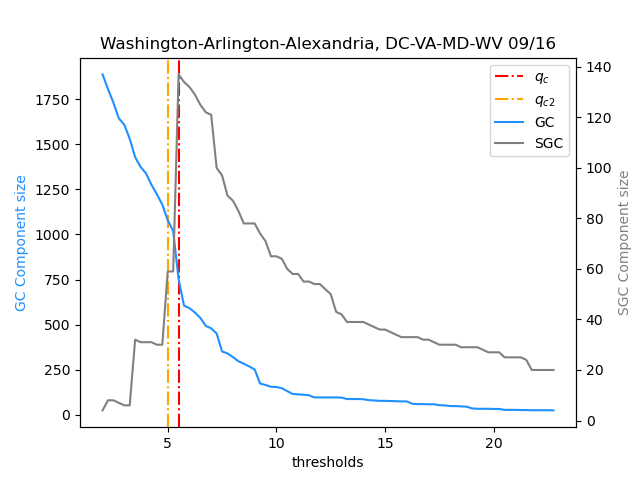 Washington-Arlington-Alexandria, DC-VA-MD-WV 09/16
q_c
q_c2
GC
SGC
GC Component size
1750
1500
1250
1000
750
500
250
0
140
120
100
80
60
40
20
0
SGC Component size
5
10
15
20
thresholds